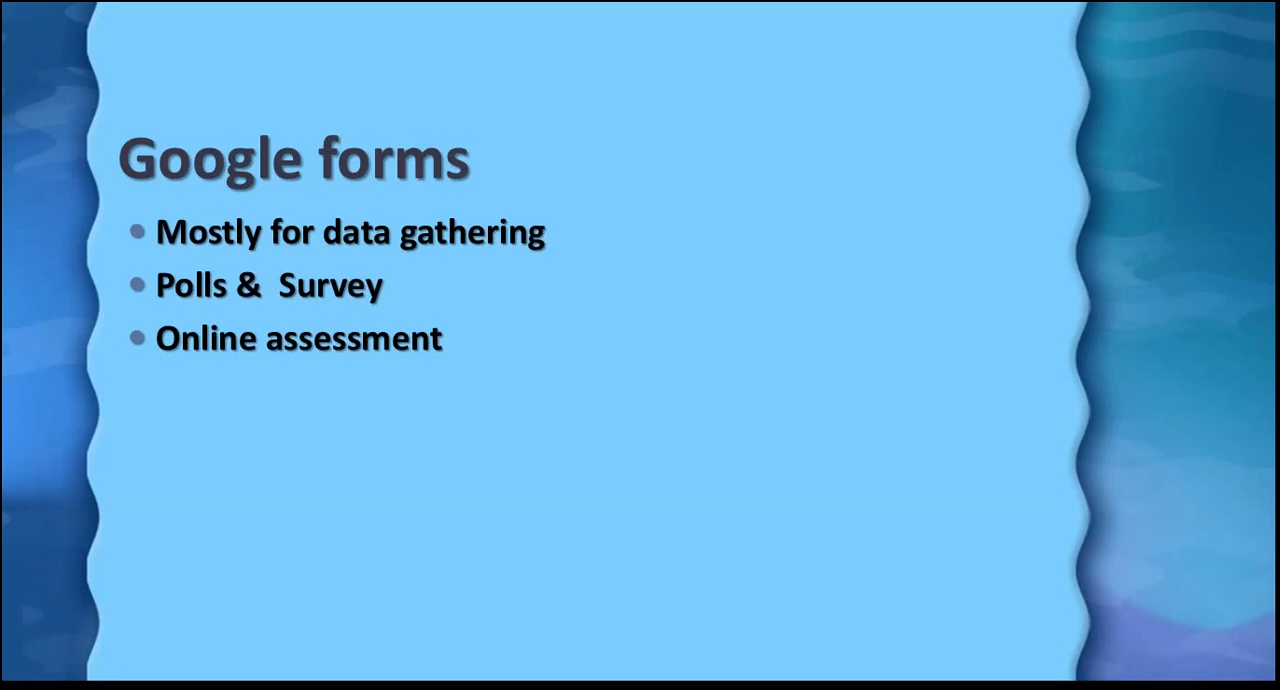 Google forms
• Mostly for data gathering
• Polls &  Survey
• Online assessment